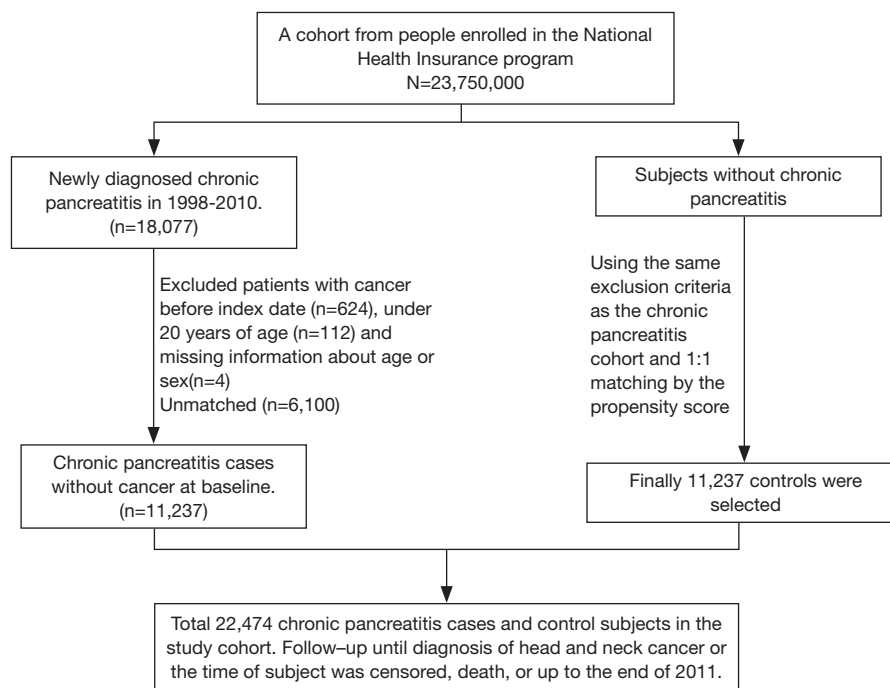 A cohort from people enrolled in the National
Health Insurance program
N=23,750,000
Newly diagnosed chronic
pancreatitis in 1998-2010.
(n=18,077)
Subjects without chronic
pancreatitis
Excluded patients with cancer
before index date (n=624), under
20 years of age (n=112) and
missing information about age or
sex(n=4)
Unmatched (n=6,100)
Using the same
exclusion criteria
as the chronic
pancreatitis
cohort and 1:1
matching by the
propensity score
Chronic pancreatitis cases
without cancer at baseline.
(n=11,237)
Finally 11,237 controls were
selected
Total 22,474 chronic pancreatitis cases and control subjects in the
study cohort. Follow–up until diagnosis of head and neck cancer or
the time of subject was censored, death, or up to the end of 2011.